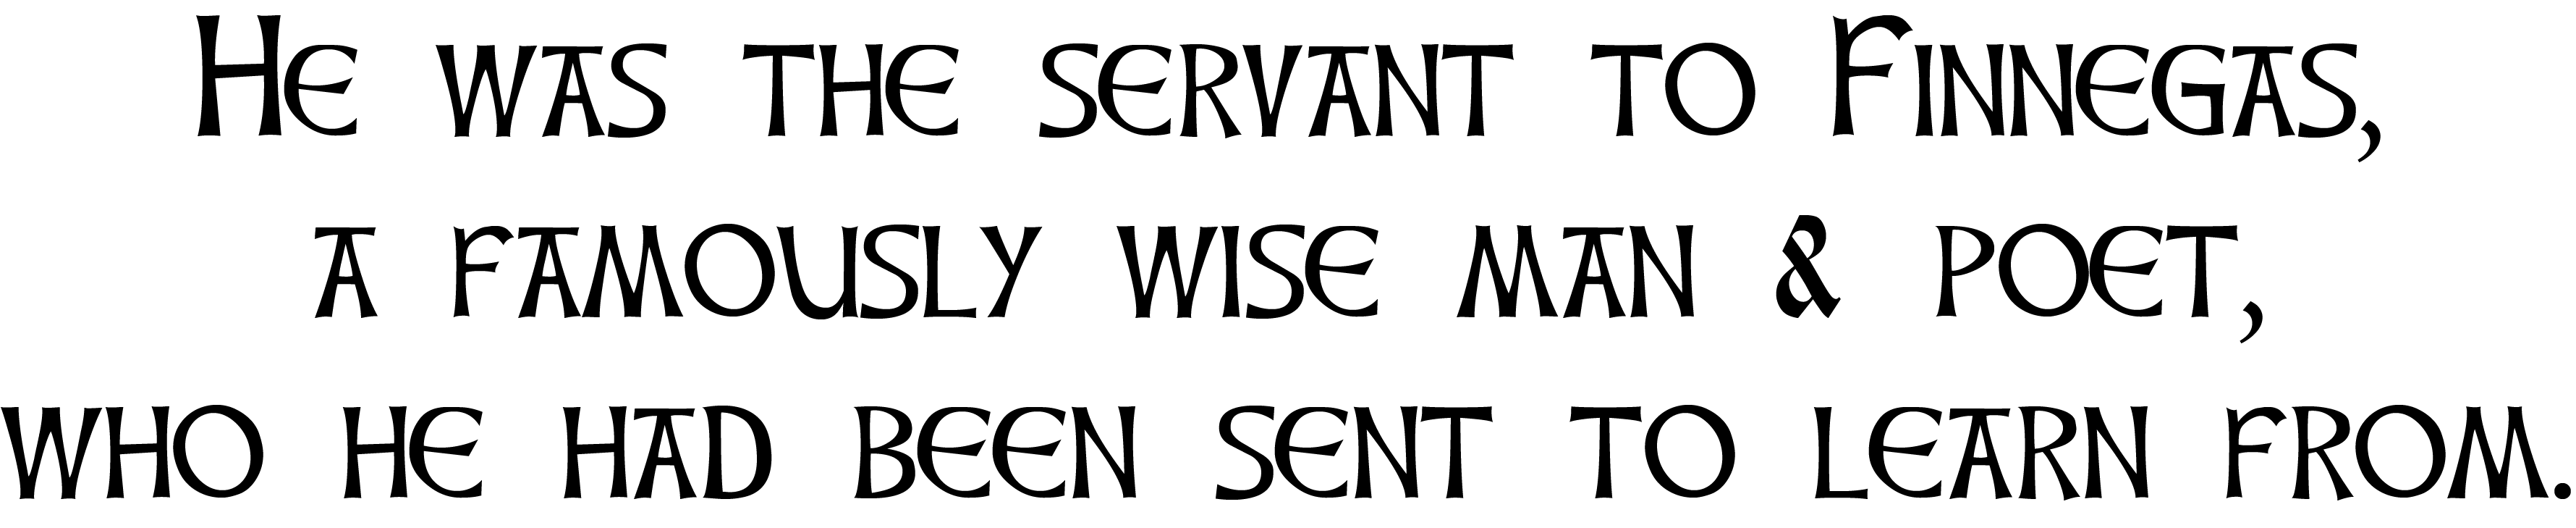 He was the servant to Finnegas,
a famously wise man & poet,
who he had been sent to learn from.